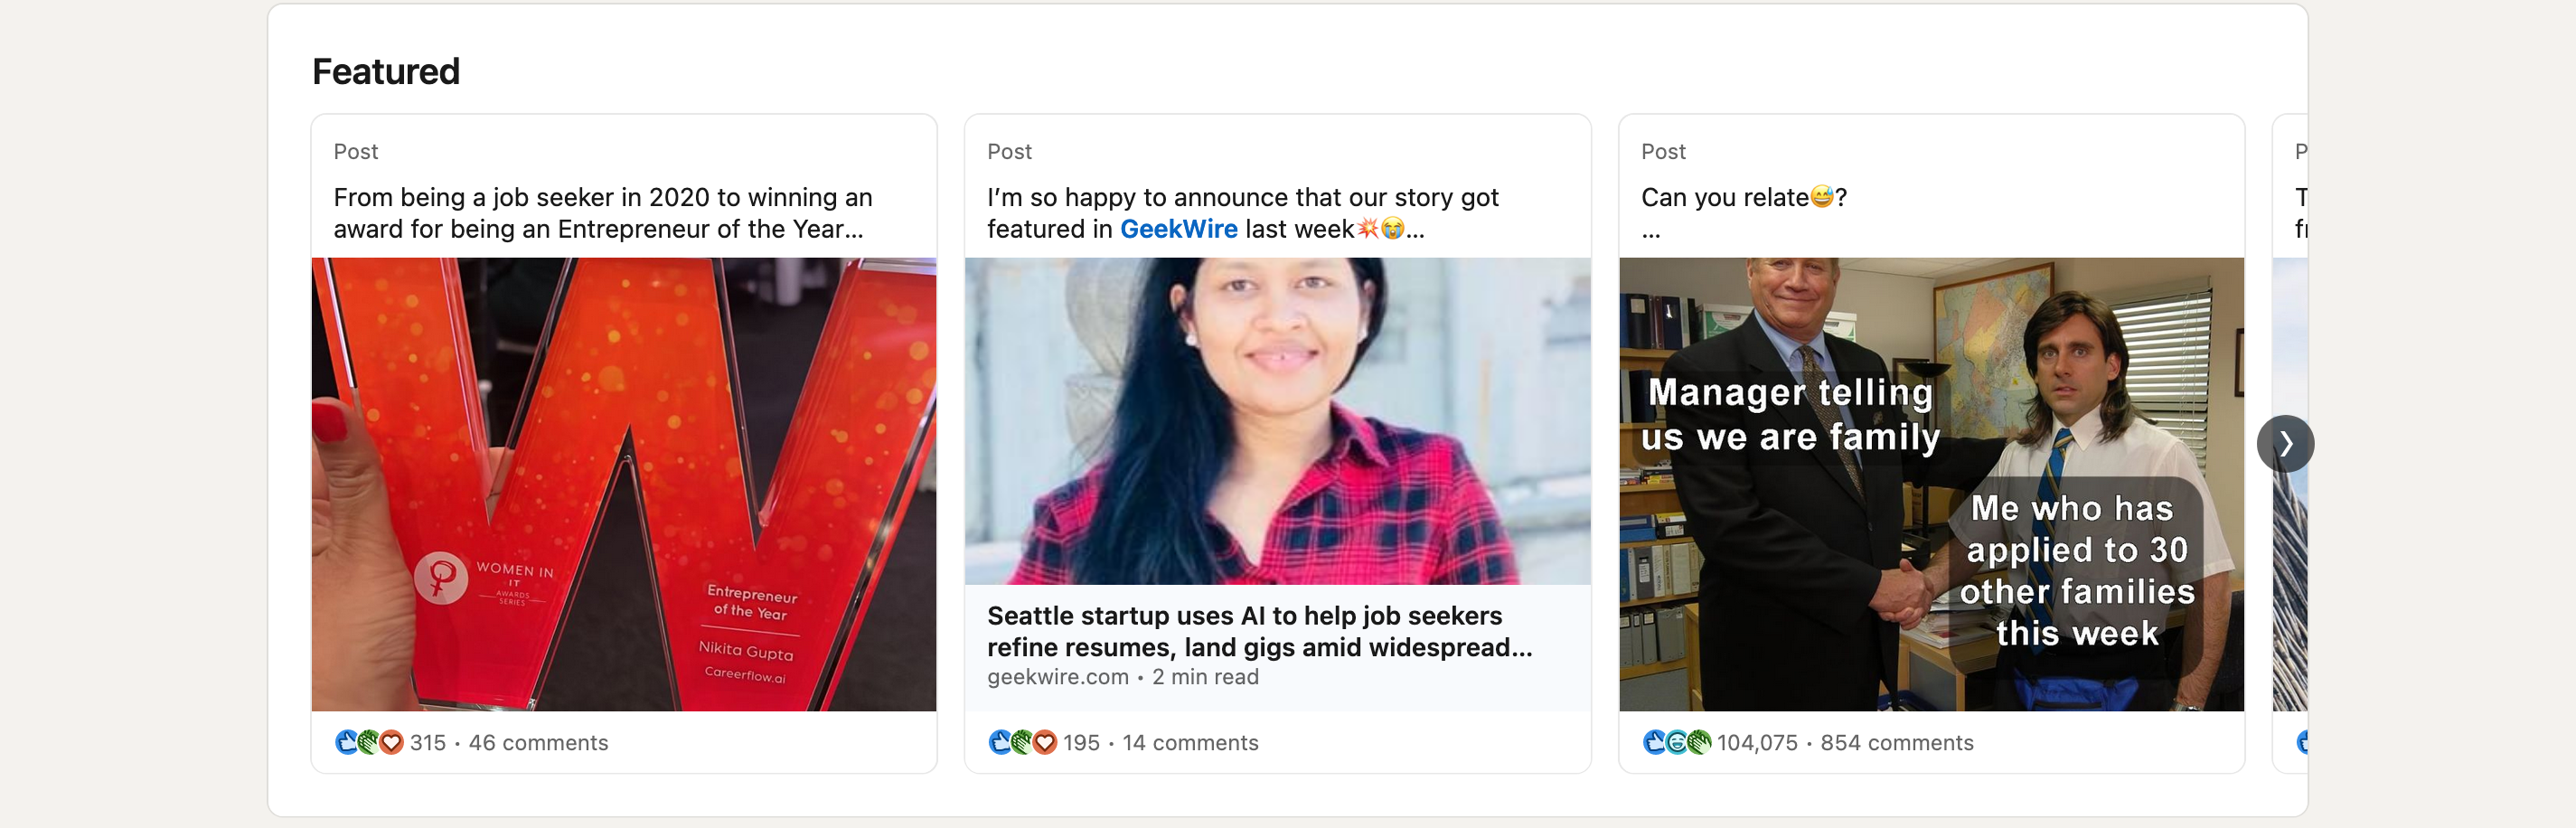 Featured
Post
From being a job seeker in 2020 to winning an
award for being an Entrepreneur of the Year...
WOMEN IN
IT
AWARDS
SERIES
Entrepreneur
of the Year
Nikita Gupta
Careerflow.ai
315 • 46 comments
Post
I’m so happy to announce that our story got
featured in GeekWire last week💥😭...
Seattle startup uses AI to help job seekers
refine resumes, land gigs amid widespread...
geekwire.com • 2 min read
195 • 14 comments
Post
Can you relate😅?
...
Manager telling
us we are family
Me who has
applied to 30
other families
this week
104,075 • 854 comments